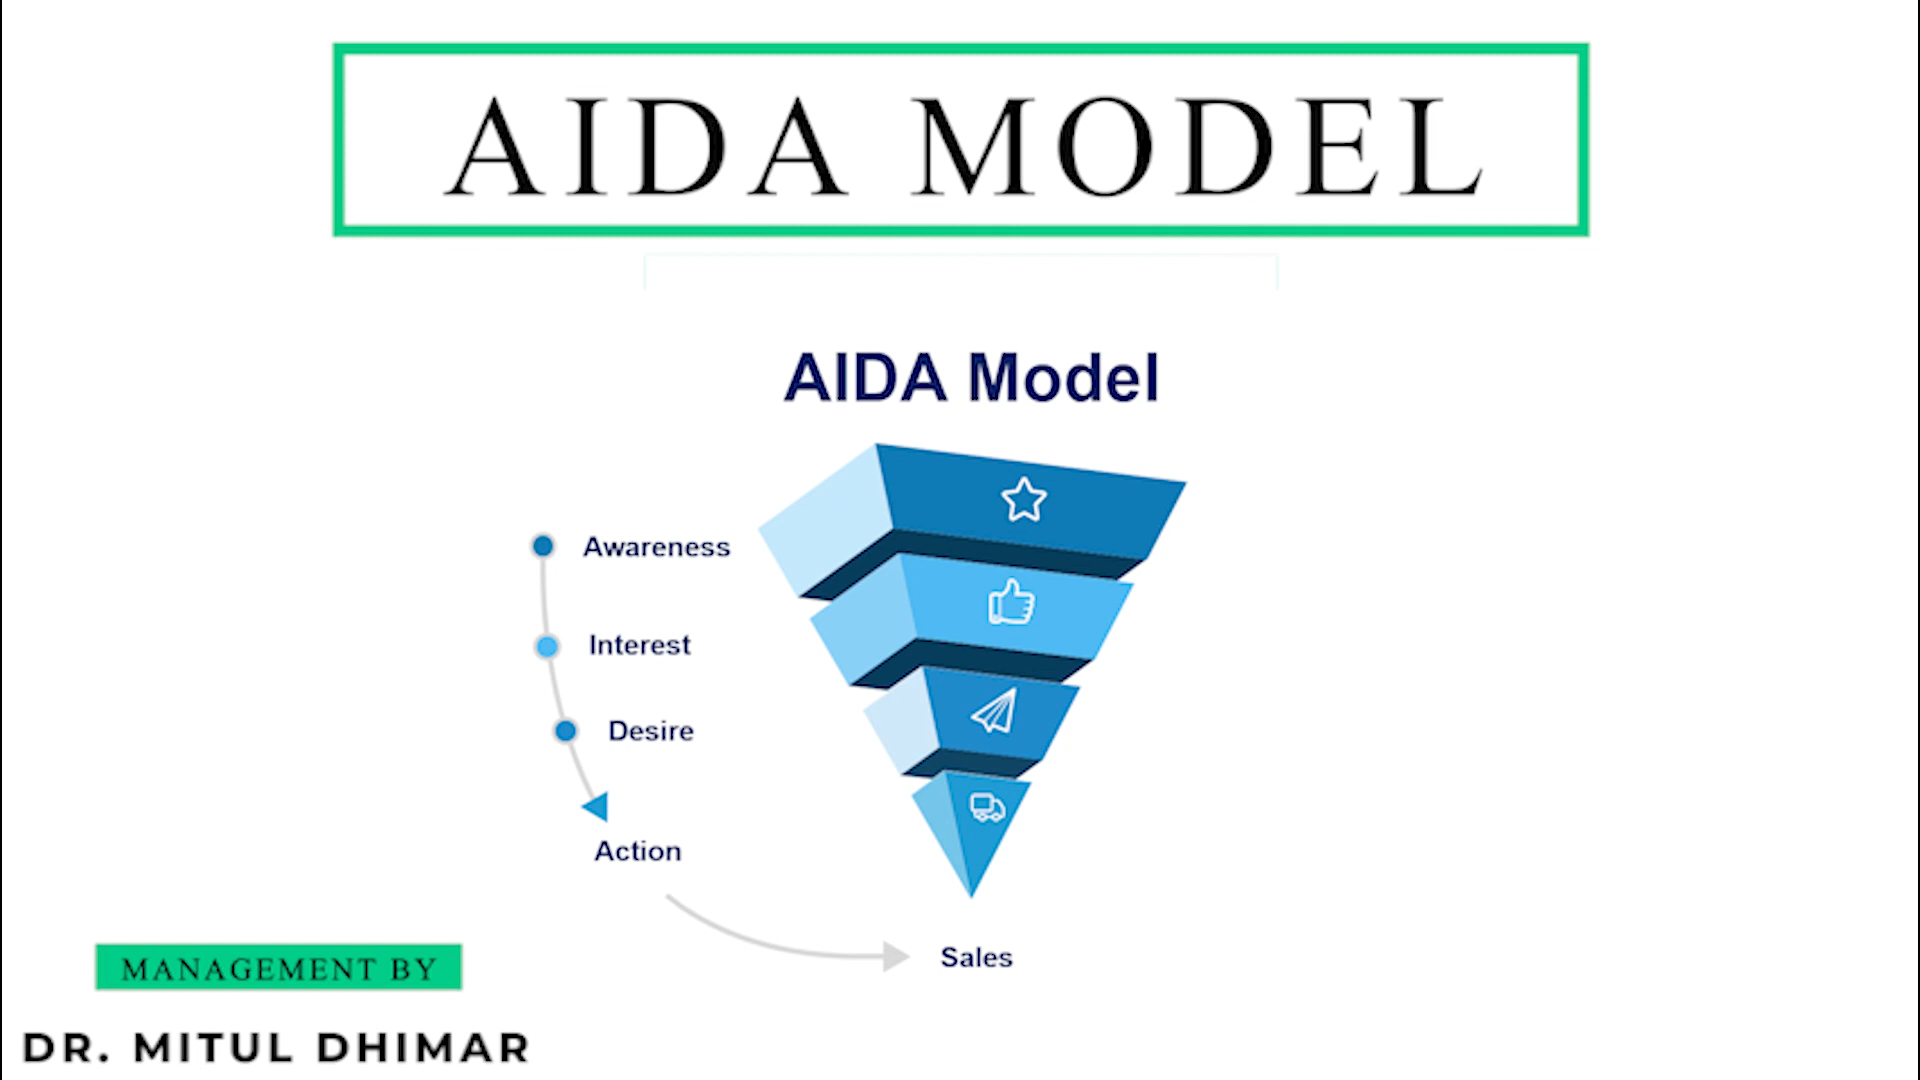 AIDA MODEL
AIDA Model
Awareness
Interest
Desire
Action
Sales
MANAGEMENT BY
DR. MITUL DHIMAR